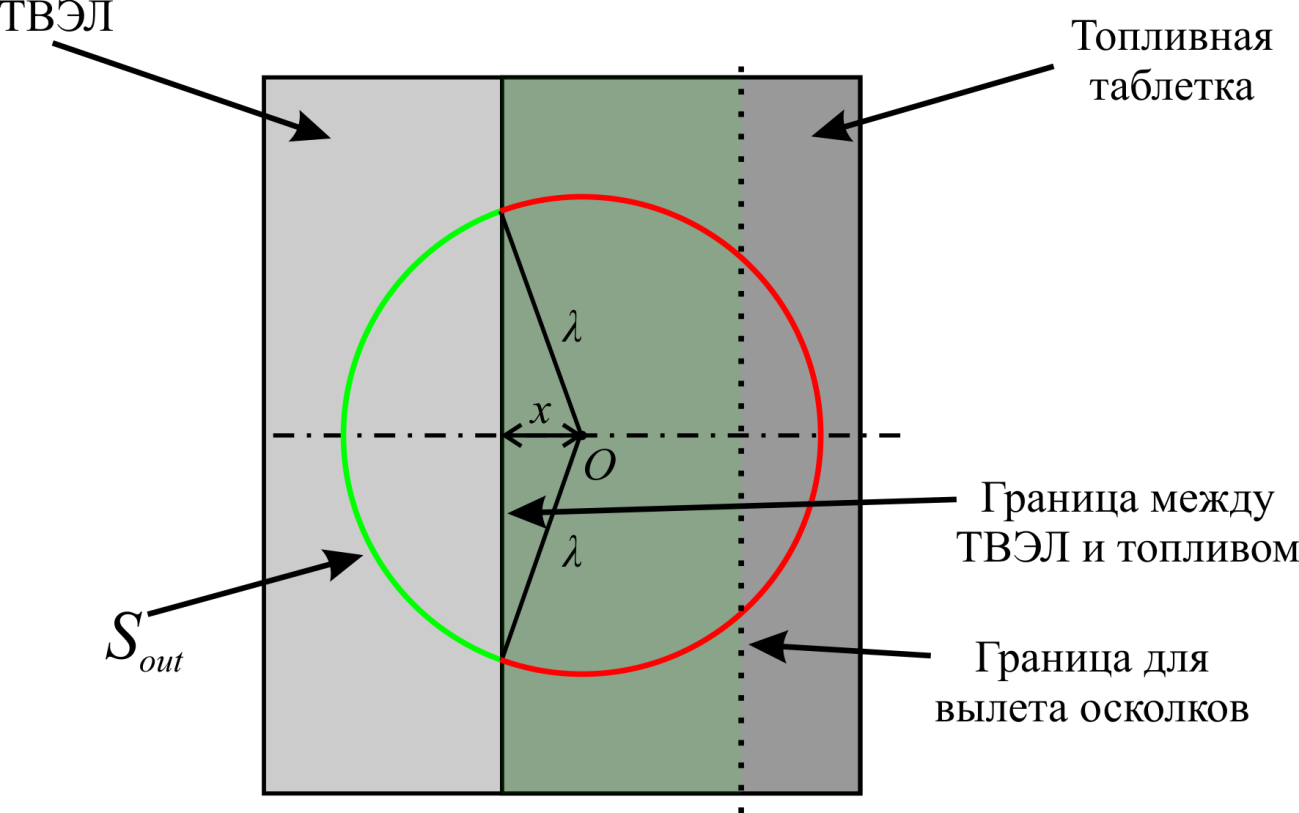 ТВЭЛ
Топливная
таблетка
λ
x
O
Граница между
ТВЭЛ и топливом
λ
S_out
Граница для
вылета осколков